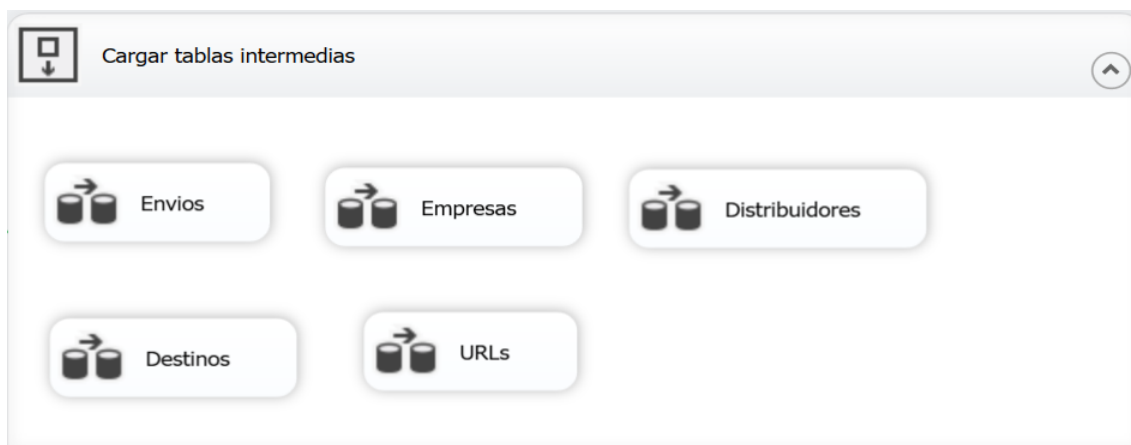 Cargar tablas intermedias
Envios
Empresas
Distribuidores
Destinos
URLs